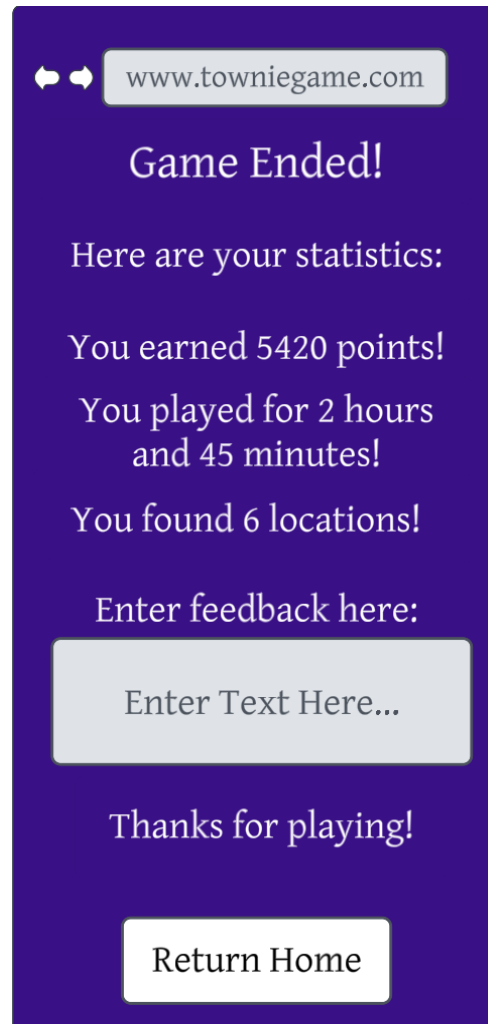 www.towniegame.com
Game Ended!
Here are your statistics:
You earned 5420 points!
You played for 2 hours
and 45 minutes!
You found 6 locations!
Enter feedback here:
Enter Text Here...
Thanks for playing!
Return Home